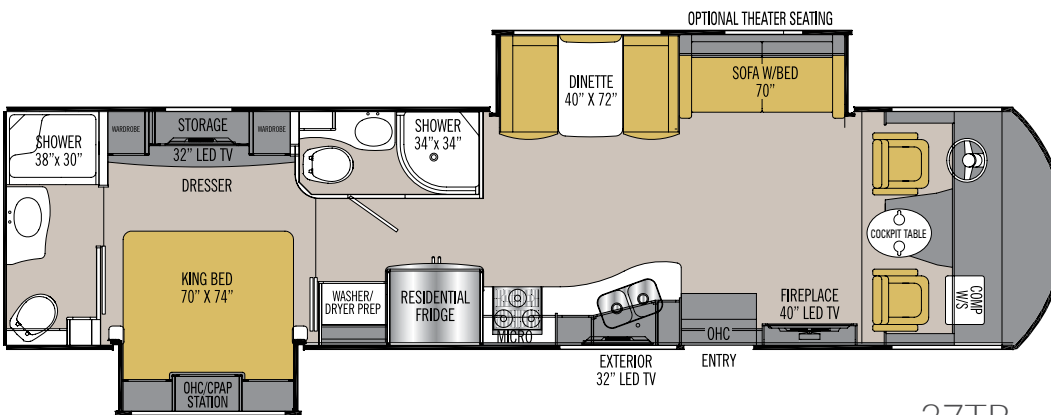 OPTIONAL THEATER SEATING
DINETTE
40" X 72"
SOFA W/BED
70"
SHOWER
38"x 30"
WARDROBE
STORAGE
WARDROBE
32" LED TV
DRESSER
SHOWER
34"x 34"
COCKPIT TABLE
KING BED
70" X 74"
WASHER/
DRYER PREP
RESIDENTIAL
FRIDGE
MICRO
FIREPLACE
40" LED TV
COMP
W/S
OHC
EXTERIOR
32" LED TV
ENTRY
OHC/CPAP
STATION